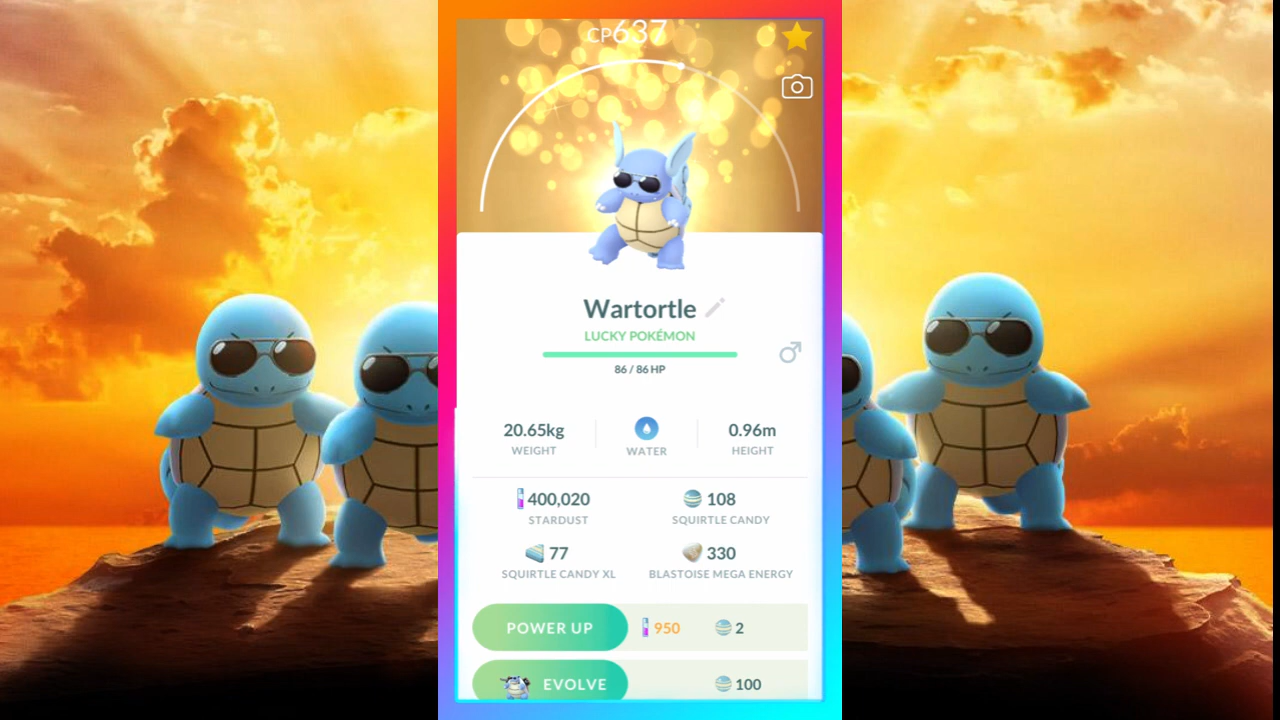 CP637
Wartortle
LUCKY POKÉMON
86 / 86 HP
20.65kg
WEIGHT
WATER
0.96m
HEIGHT
400,020
STARDUST
108
SQUIRTLE CANDY
77
SQUIRTLE CANDY XL
330
BLASTOISE MEGA ENERGY
POWER UP 950 2
EVOLVE 100